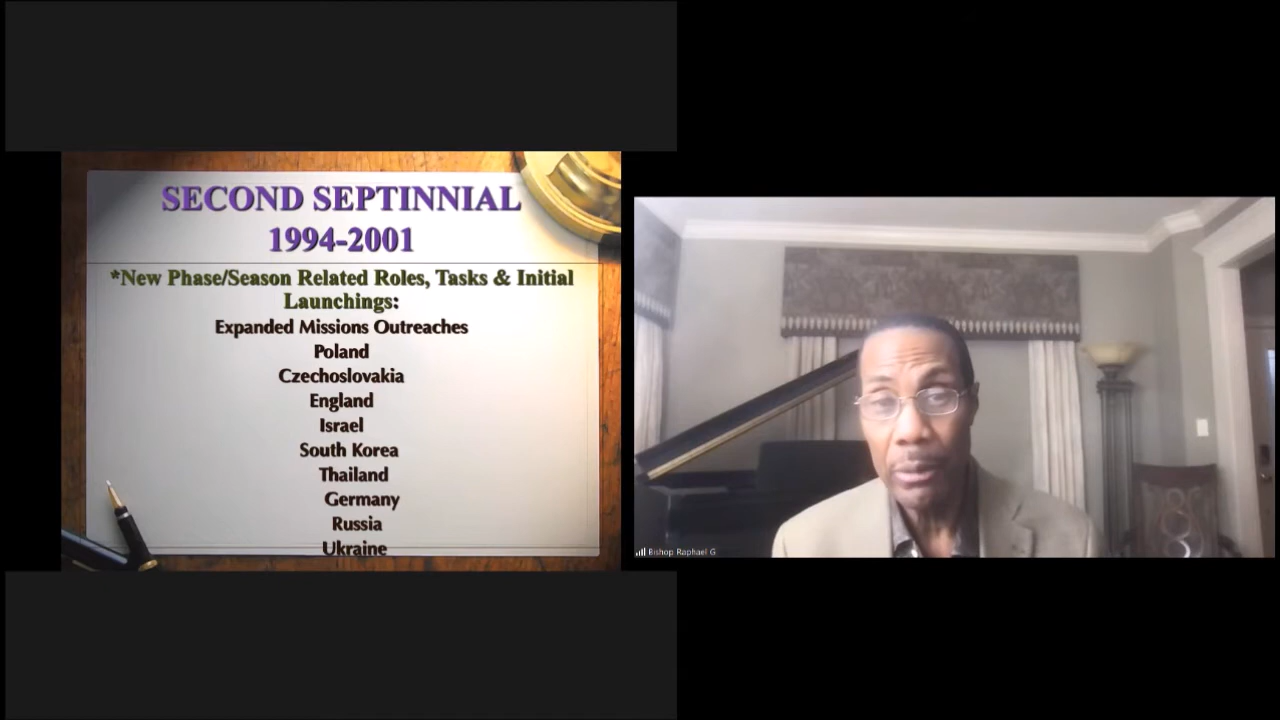 SECOND SEPTINNIAL
1994-2001
*New Phase/Season Related Roles, Tasks & Initial
Launchings:
Expanded Missions Outreaches
Poland
Czechoslovakia
England
Israel
South Korea
Thailand
Germany
Russia
Ukraine
Bishop Raphael G